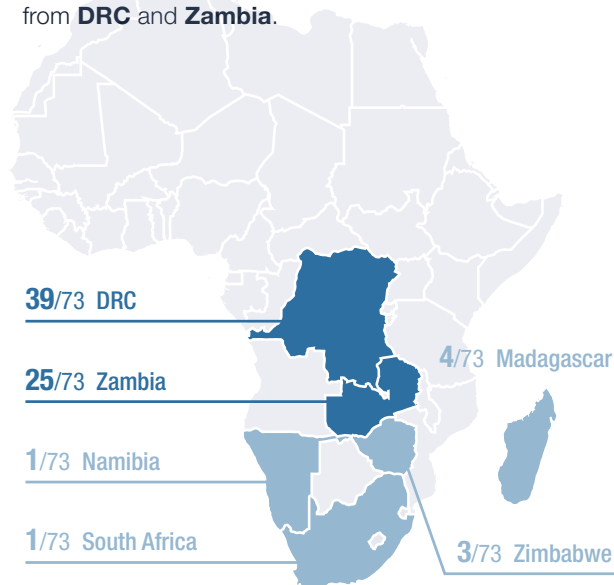 from DRC and Zambia.
39/73 DRC
4/73 Madagascar
25/73 Zambia
1/73 Namibia
1/73 South Africa
3/73 Zimbabwe